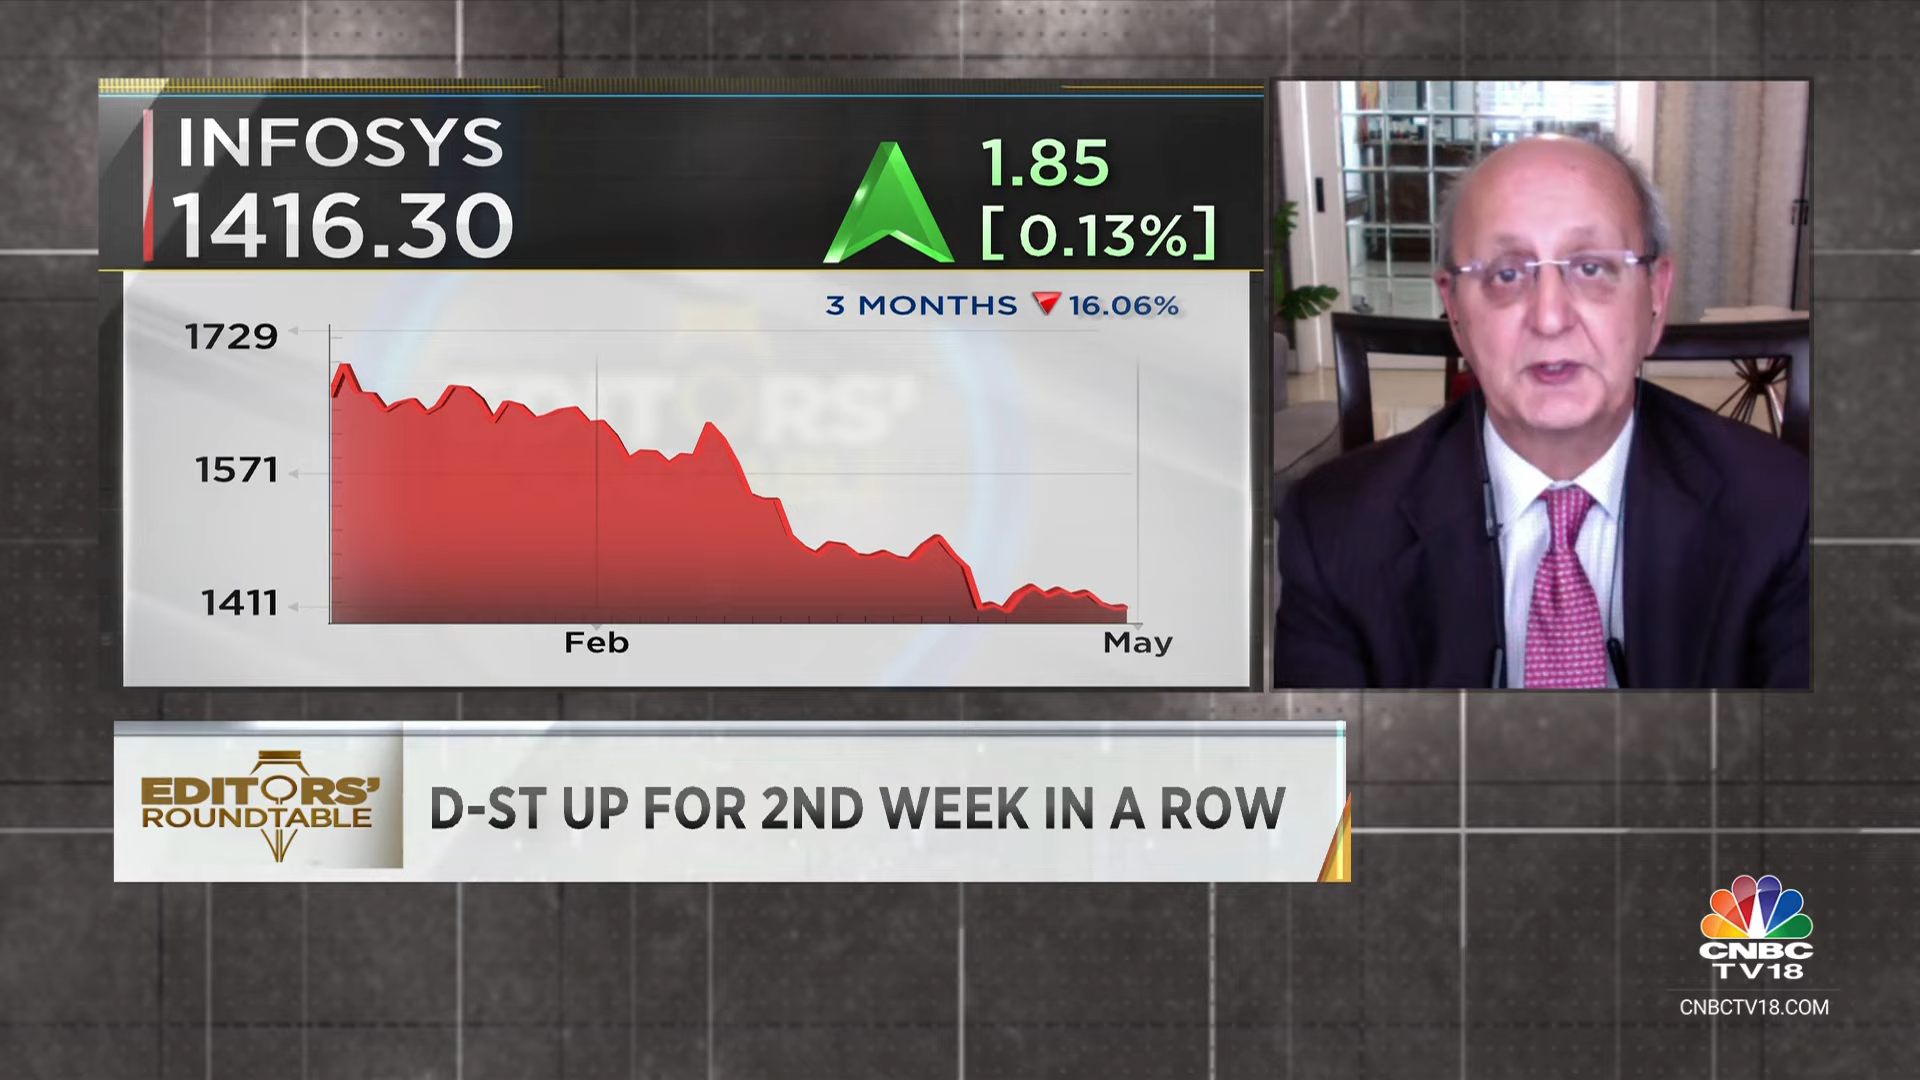 INFOSYS
1416.30
1.85
[ 0.13%]
3 MONTHS 16.06%
1729
1571
1411
Feb May
EDITORS'
ROUNDTABLE
D-ST UP FOR 2ND WEEK IN A ROW
CNBC
TV18
CNBCTV18.COM